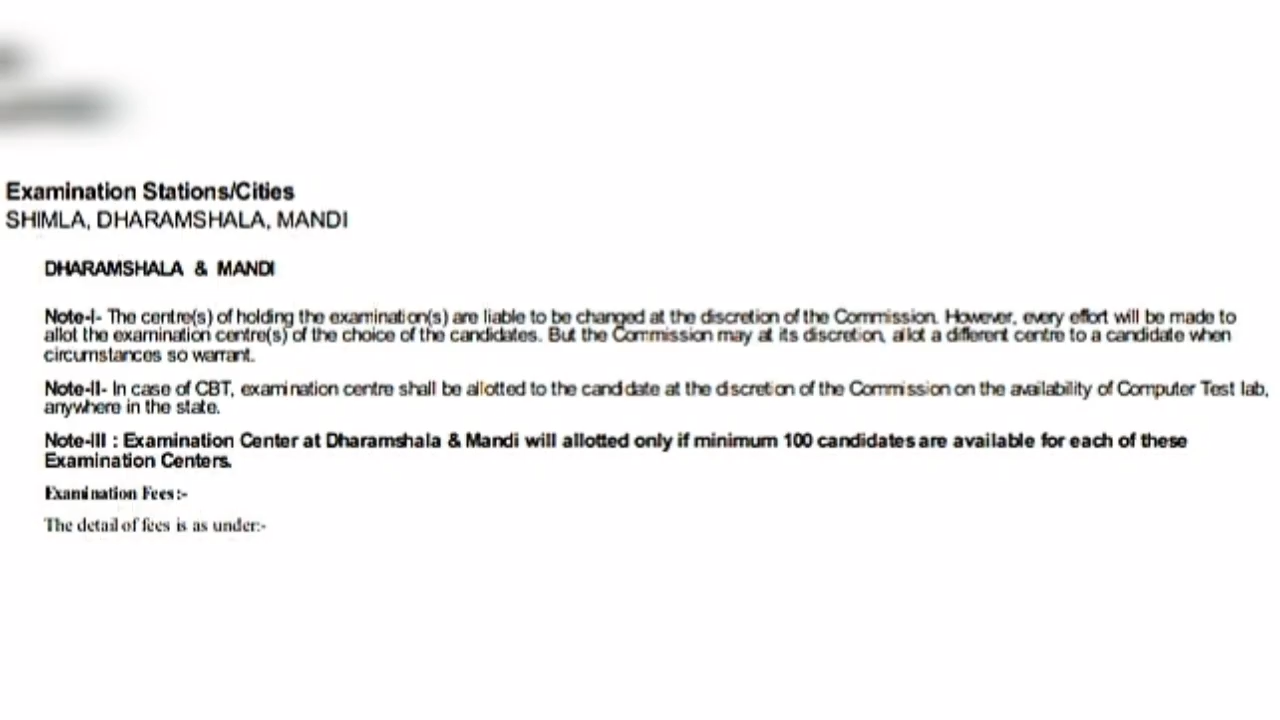 Examination Stations/Cities
SHIMLA, DHARAMSHALA, MANDI
DHARAMSHALA & MANDI
Note-I- The centre(s) of holding the examination(s) are liable to be changed at the discretion of the Commission. However, every effort will be made to
allot the examination centre(s) of the choice of the candidates. But the Commission may at its discretion, allot a different centre to a candidate when
circumstances so warrant.
Note-II- In case of CBT, examination centre shall be allotted to the candidate at the discretion of the Commission on the availability of Computer Test lab,
anywhere in the state.
Note-III : Examination Center at Dharamshala & Mandi will allotted only if minimum 100 candidates are available for each of these
Examination Centers.
Examination Fees:-
The detail of fees is as under:-